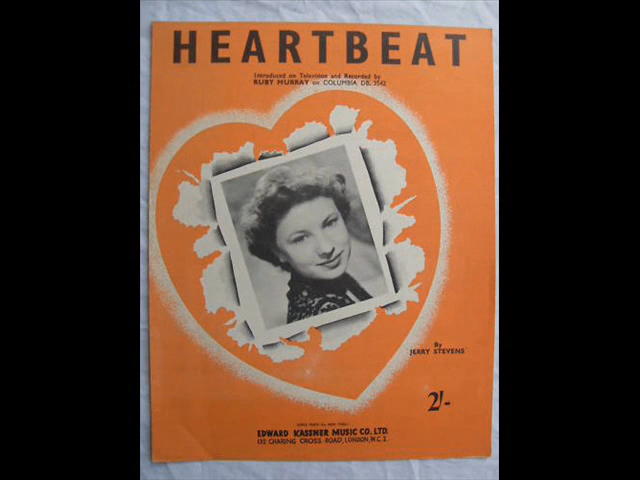 HEARTBEAT
Introduced on Television and Recorded by
RUBY MURRAY on COLUMBIA DB. 3542
By
JERRY STEVENS
2/-
EDWARD KASSNER MUSIC CO. LTD.
132 CHARING CROSS ROAD, LONDON, W.C.2.